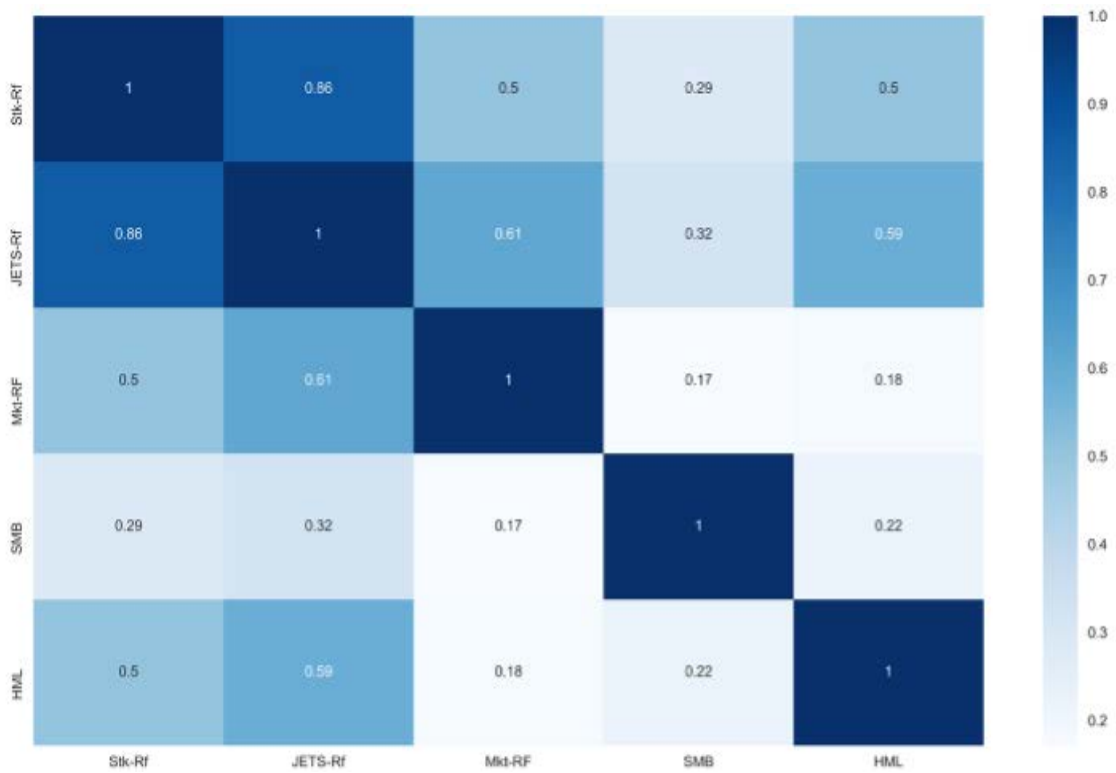 1.0
Stk-Rf 1 0.86 0.5 0.29 0.5
0.9
0.8
JETS-Rf 0.86 1 0.61 0.32 0.59
0.7
0.6
Mkt-RF 0.5 0.61 1 0.17 0.18
0.5
SMB 0.29 0.32 0.17 1 0.22
0.4
0.3
HML 0.5 0.59 0.18 0.22 1
0.2
Stk-Rf JETS-Rf Mkt-RF SMB HML